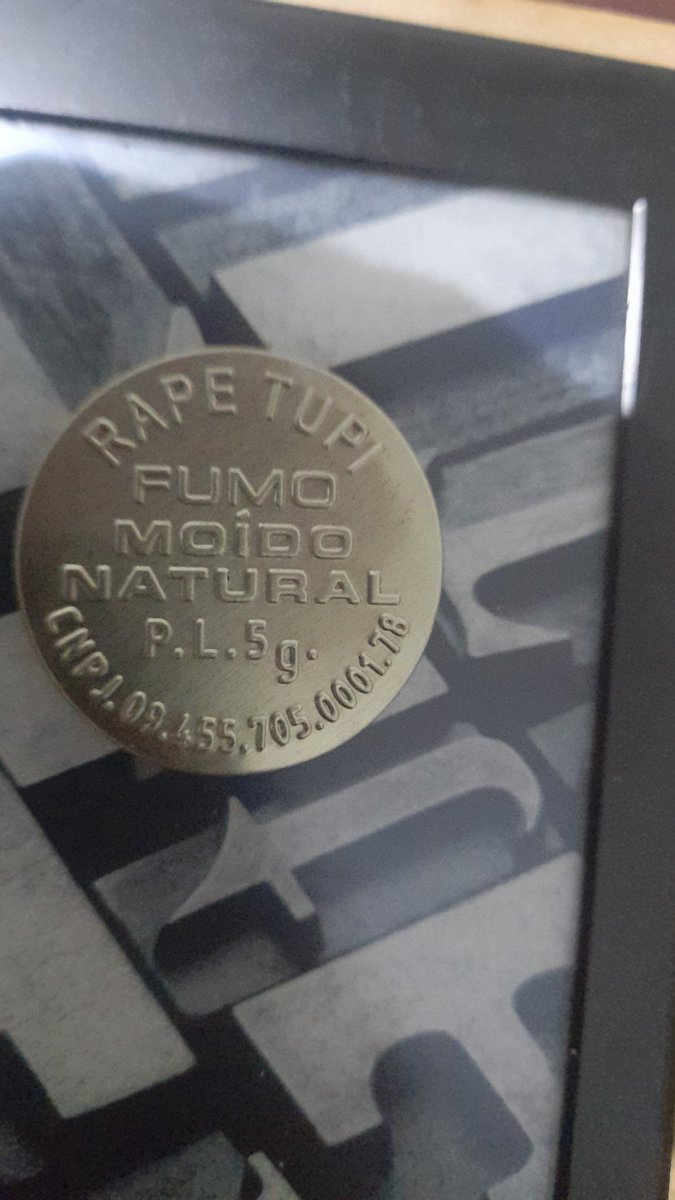 RAPE TUPI
FUMO
MOÍDO
NATURAL
P.L.5g.
CNPJ.09.455.705.0001.78